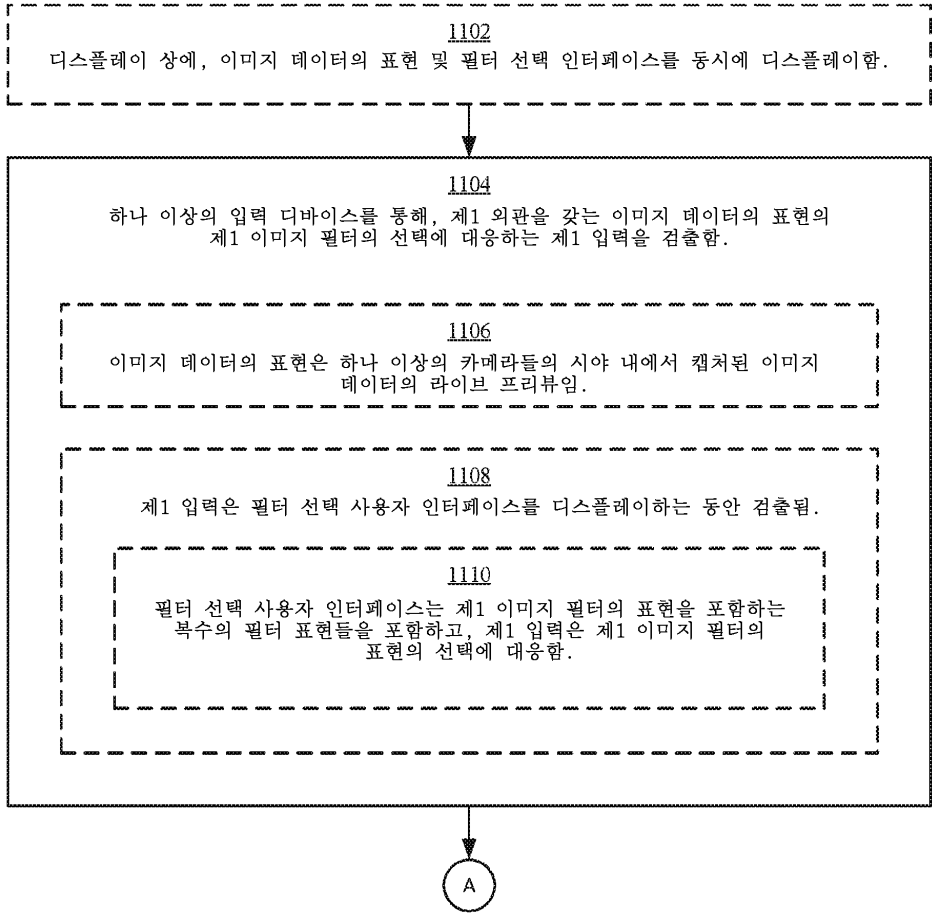 1102
디스플레이 상에, 이미지 데이터의 표현 및 필터 선택 인터페이스를 동시에 디스플레이함.
1104
하나 이상의 입력 디바이스를 통해, 제1 외관을 갖는 이미지 데이터의 표현의
제1 이미지 필터의 선택에 대응하는 제1 입력을 검출함.
1106
이미지 데이터의 표현은 하나 이상의 카메라들의 시야 내에서 캡처된 이미지
데이터의 라이브 프리뷰임.
1108
제1 입력은 필터 선택 사용자 인터페이스를 디스플레이하는 동안 검출됨.
1110
필터 선택 사용자 인터페이스는 제1 이미지 필터의 표현을 포함하는
복수의 필터 표현들을 포함하고, 제1 입력은 제1 이미지 필터의
표현의 선택에 대응함.
A